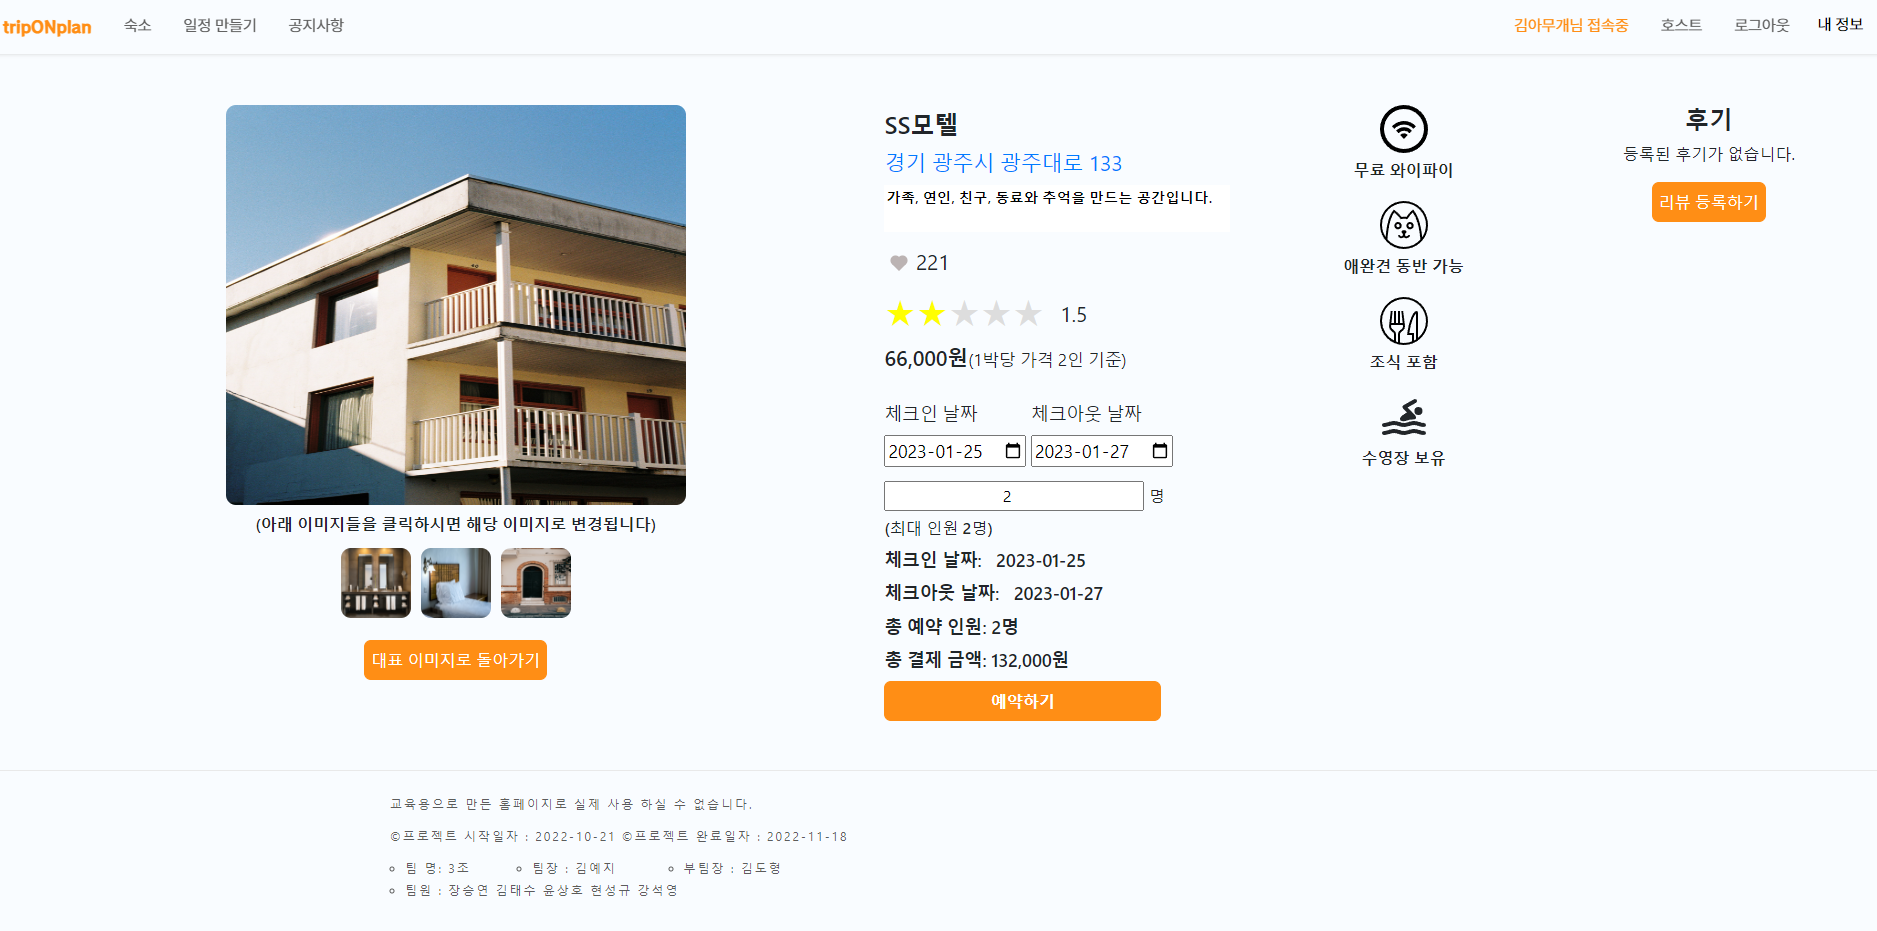 tripONplan 숙소 일정 만들기 공지사항 김아무개님 접속중 호스트 로그아웃 내 정보
(아래 이미지들을 클릭하시면 해당 이미지로 변경됩니다)
대표 이미지로 돌아가기
SS모텔
경기 광주시 광주대로 133
가족, 연인, 친구, 동료와 추억을 만드는 공간입니다.
221
1.5
66,000원(1박당 가격 2인 기준)
체크인 날짜 체크아웃 날짜
2023-01-25 2023-01-27
2 명
(최대 인원 2명)
체크인 날짜: 2023-01-25
체크아웃 날짜: 2023-01-27
총 예약 인원: 2명
총 결제 금액: 132,000원
예약하기
무료 와이파이
애완견 동반 가능
조식 포함
수영장 보유
후기
등록된 후기가 없습니다.
리뷰 등록하기
교육용으로 만든 홈페이지로 실제 사용 하실 수 없습니다.
©프로젝트 시작일자 : 2022-10-21 ©프로젝트 완료일자 : 2022-11-18
팀 명: 3조 팀장 : 김예지 부팀장 : 김도형
팀원 : 장승연 김태수 윤상호 현성규 강석영